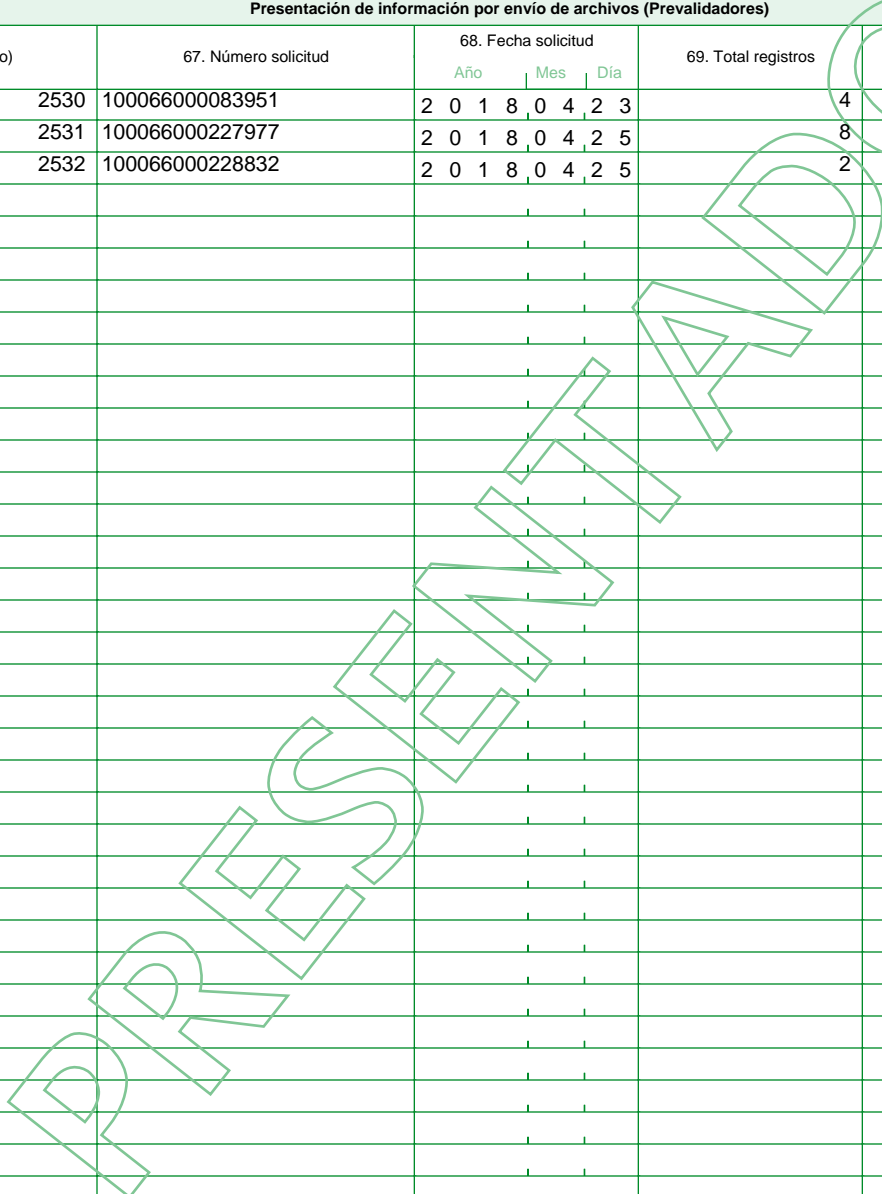 Presentación de información por envío de archivos (Prevalidadores)
o) 67. Número solicitud 68. Fecha solicitud 69. Total registros
Año Mes Día
2530 100066000083951 2 0 1 8 0 4 2 3 4
2531 100066000227977 2 0 1 8 0 4 2 5 8
2532 100066000228832 2 0 1 8 0 4 2 5 2
PRESENTADO